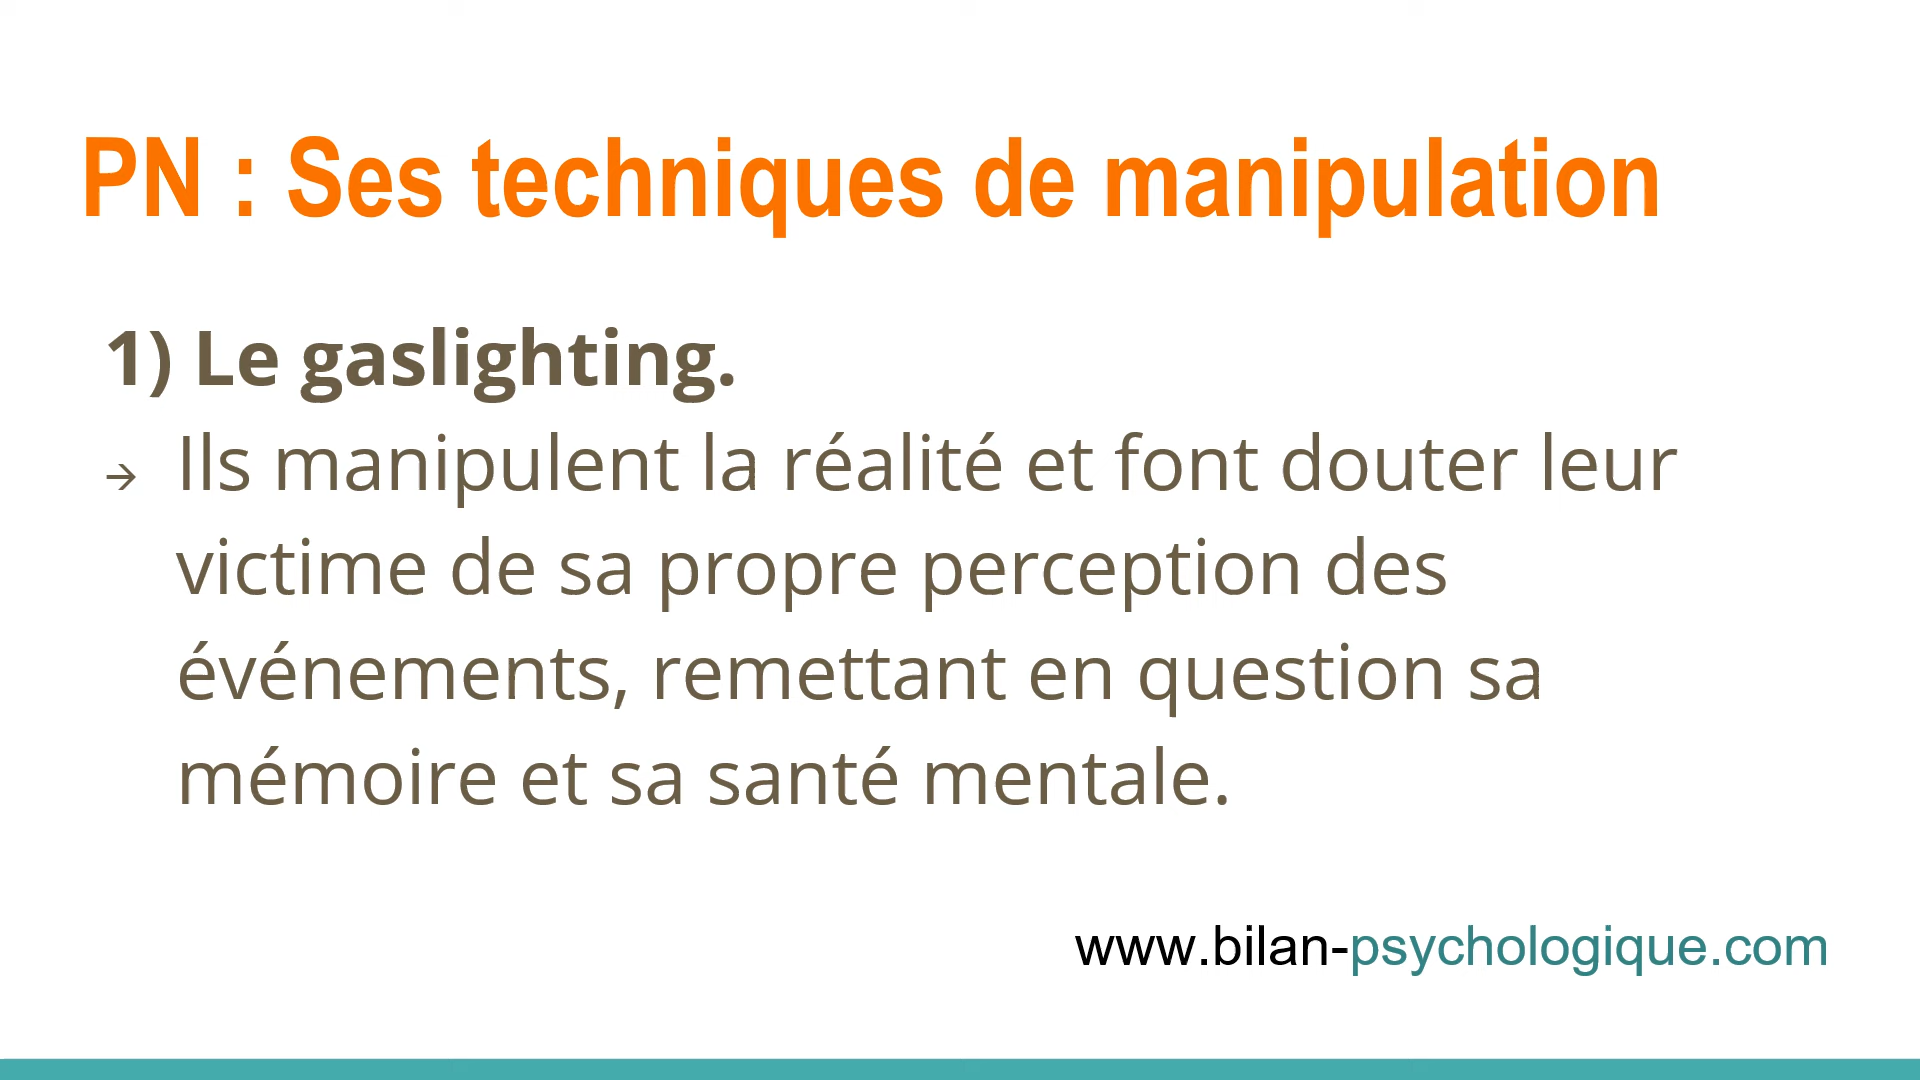 PN : Ses techniques de manipulation
1) Le gaslighting.
→ Ils manipulent la réalité et font douter leur
victime de sa propre perception des
événements, remettant en question sa
mémoire et sa santé mentale.
www.bilan-psychologique.com